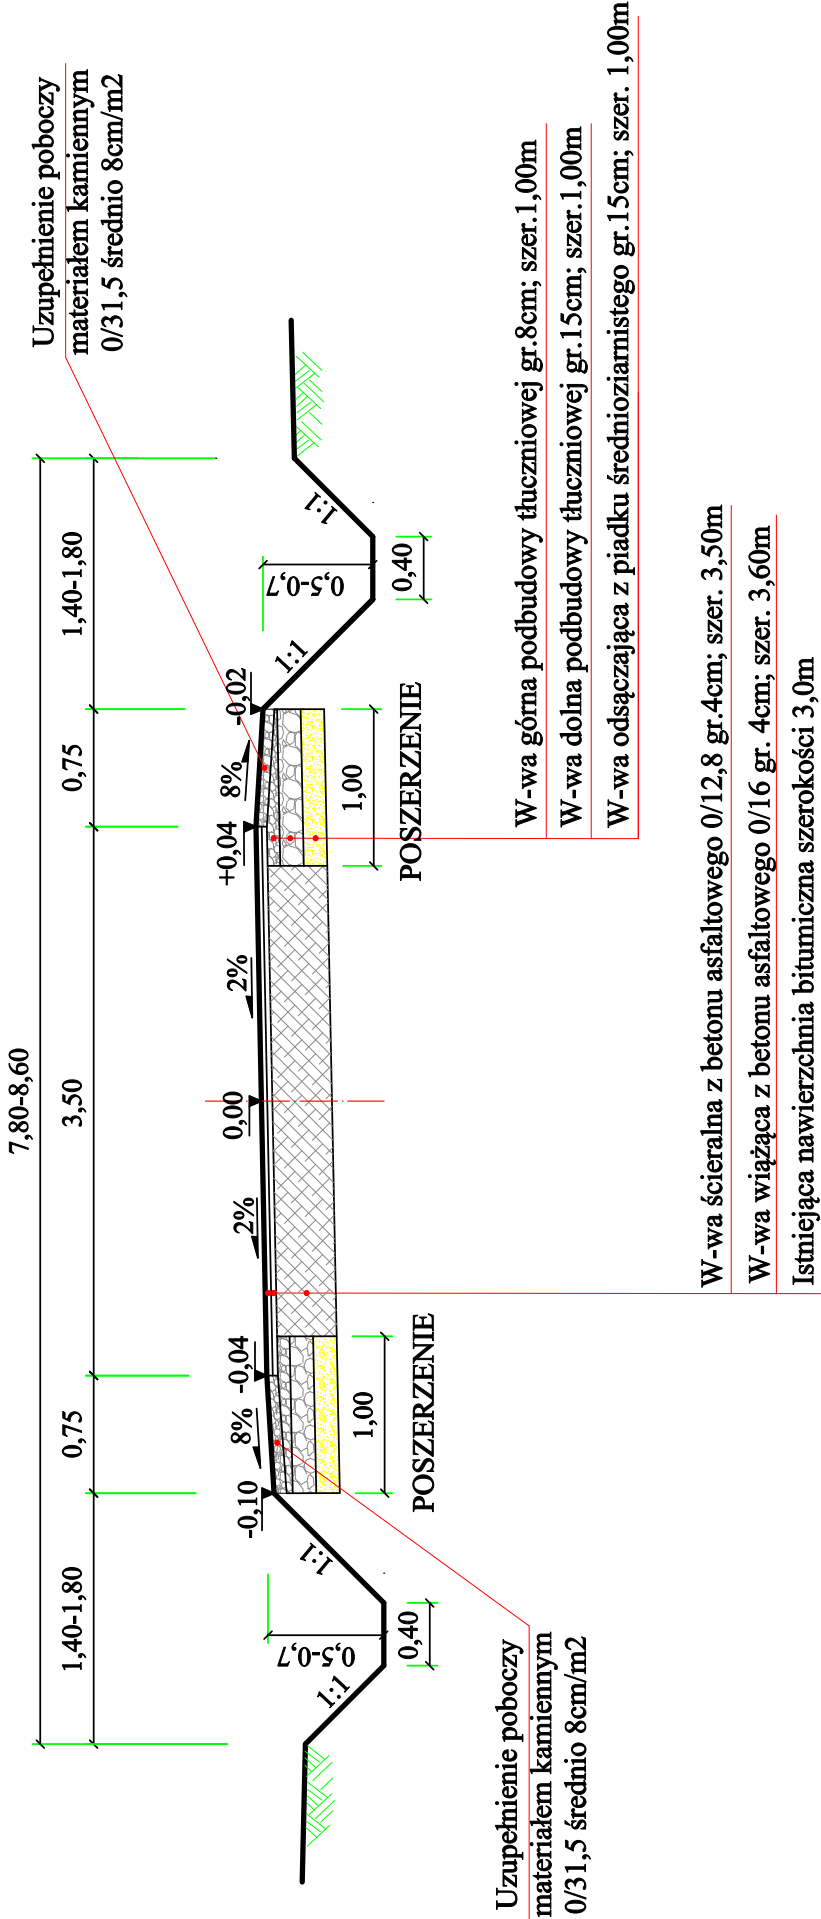 7,80-8,60
1,40-1,80
0,75
3,50
0,75
1,40-1,80
Uzupełnienie poboczy
materiałem kamiennym
0/31,5 średnio 8cm/m2
-0,10
8%
-0,04
2%
0,00
2%
+0,04
8%
-0,02
1:1
0,5-0,7
1:1
0,40
1:1
0,5-0,7
1:1
0,40
1,00
POSZERZENIE
1,00
POSZERZENIE
Uzupełnienie poboczy
materiałem kamiennym
0/31,5 średnio 8cm/m2
W-wa górna podbudowy tłuczniowej gr.8cm; szer.1,00m
W-wa dolna podbudowy tłuczniowej gr.15cm; szer.1,00m
W-wa odsączająca z piadku średnioziarnistego gr.15cm; szer. 1,00m
W-wa ścieralna z betonu asfaltowego 0/12,8 gr.4cm; szer. 3,50m
W-wa wiążąca z betonu asfaltowego 0/16 gr. 4cm; szer. 3,60m
Istniejąca nawierzchnia bitumiczna szerokości 3,0m